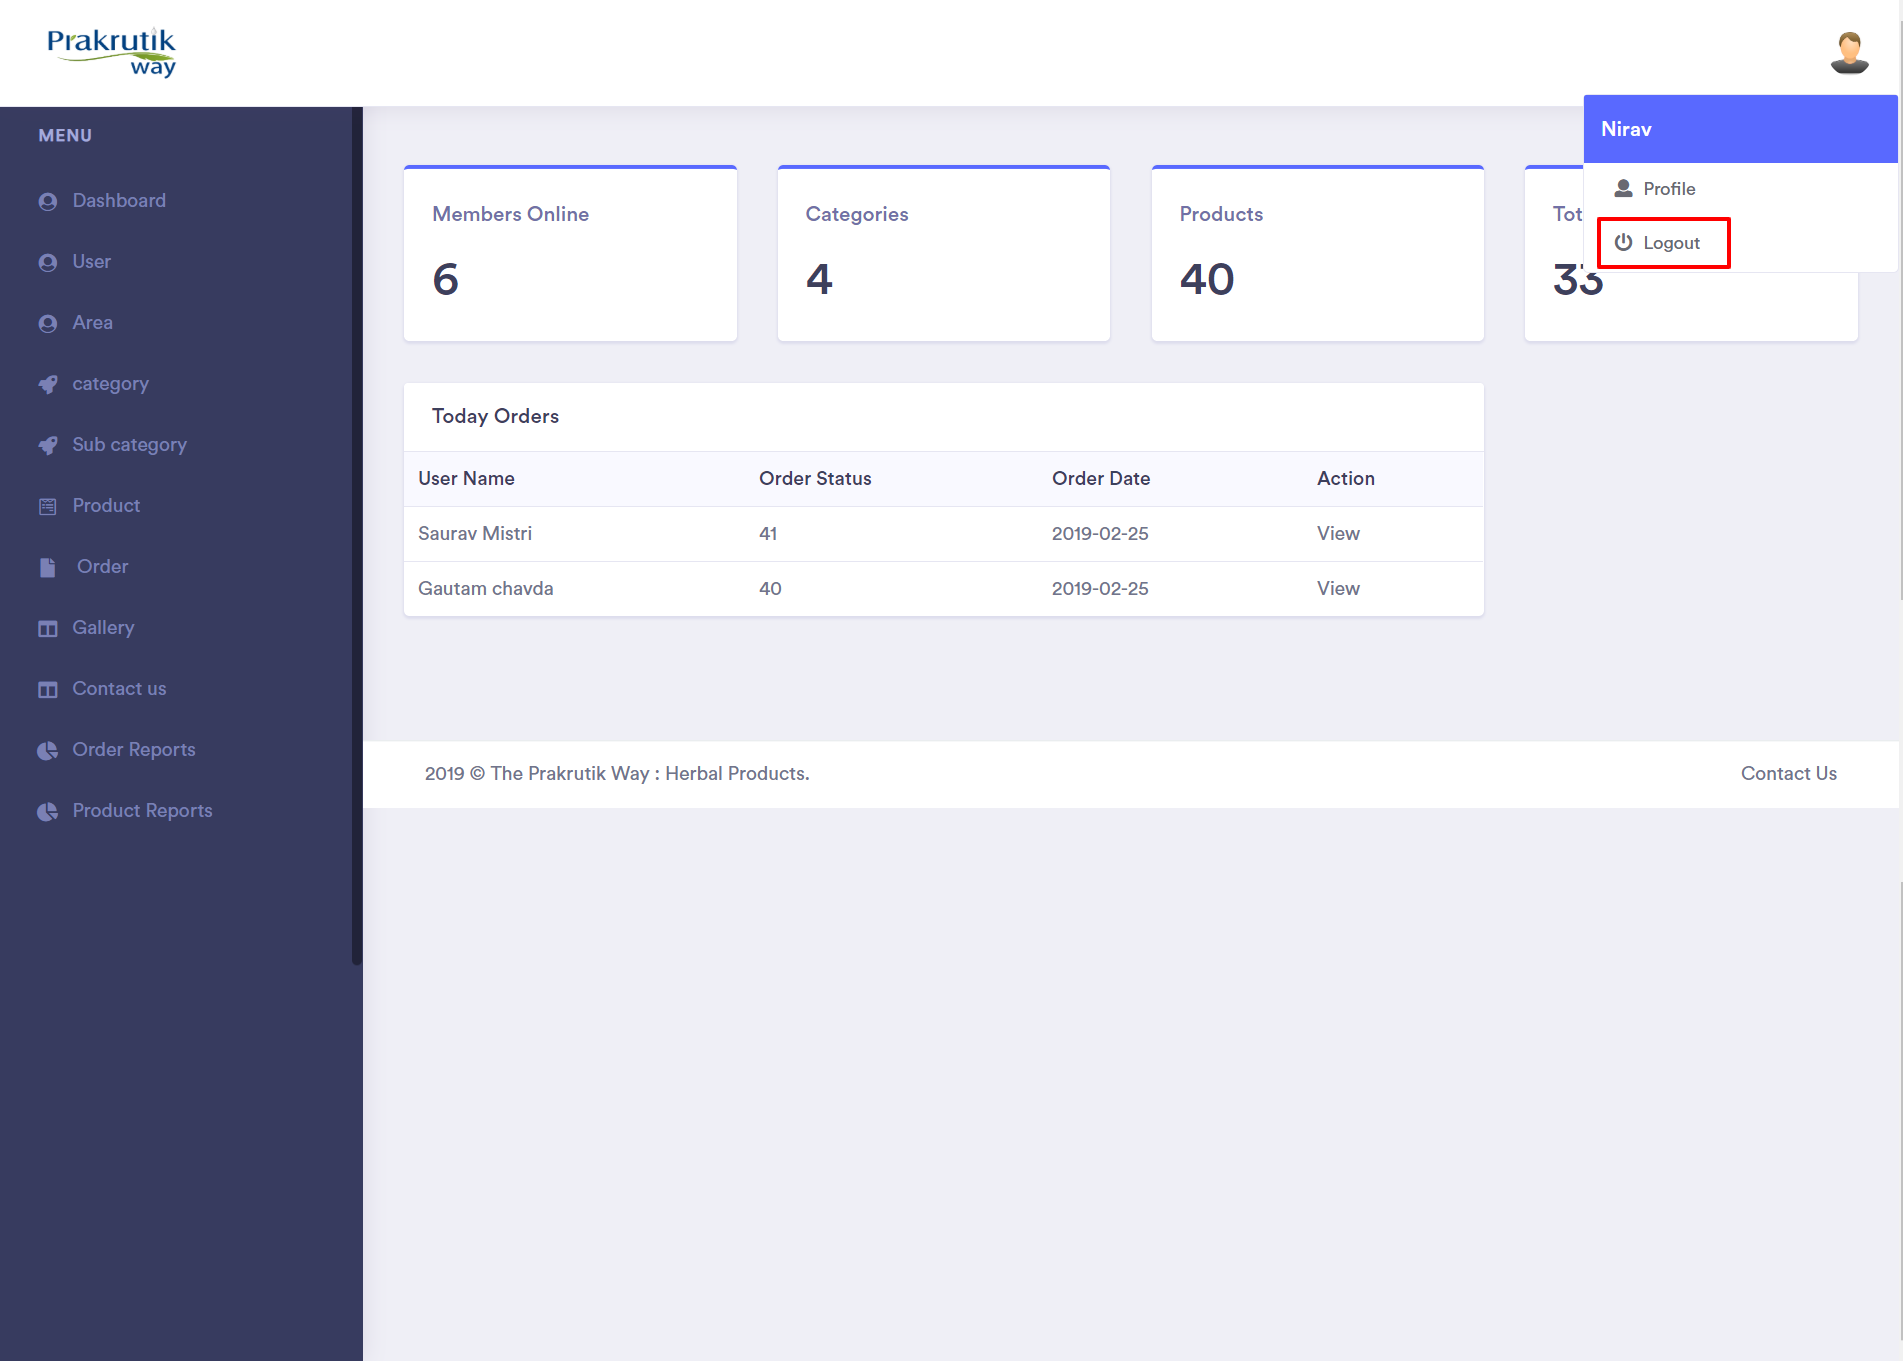 Prakrutik
way
MENU
Dashboard
User
Area
category
Sub category
Product
Order
Gallery
Contact us
Order Reports
Product Reports
Nirav
Profile
Logout
Members Online
6
Categories
4
Products
40
33
Today Orders
User Name Order Status Order Date Action
Saurav Mistri 41 2019-02-25 View
Gautam chavda 40 2019-02-25 View
2019 © The Prakrutik Way : Herbal Products. Contact Us